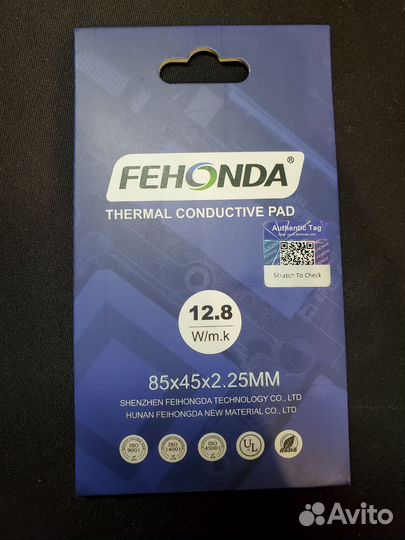 FEHONDA®
THERMAL CONDUCTIVE PAD
Authentic Tag
Scratch To Check
12.8
W/m.k
85x45x2.25MM
SHENZHEN FEIHONGDA TECHNOLOGY CO., LTD
HUNAN FEIHONGDA NEW MATERIAL CO., LTD
ISO 9001
ISO 14001
ISO 45001
UL
RoHS
Avito